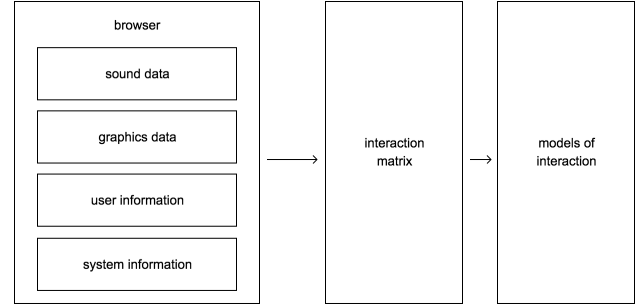 browser
sound data
graphics data
user information
system information
interaction
matrix
models of
interaction